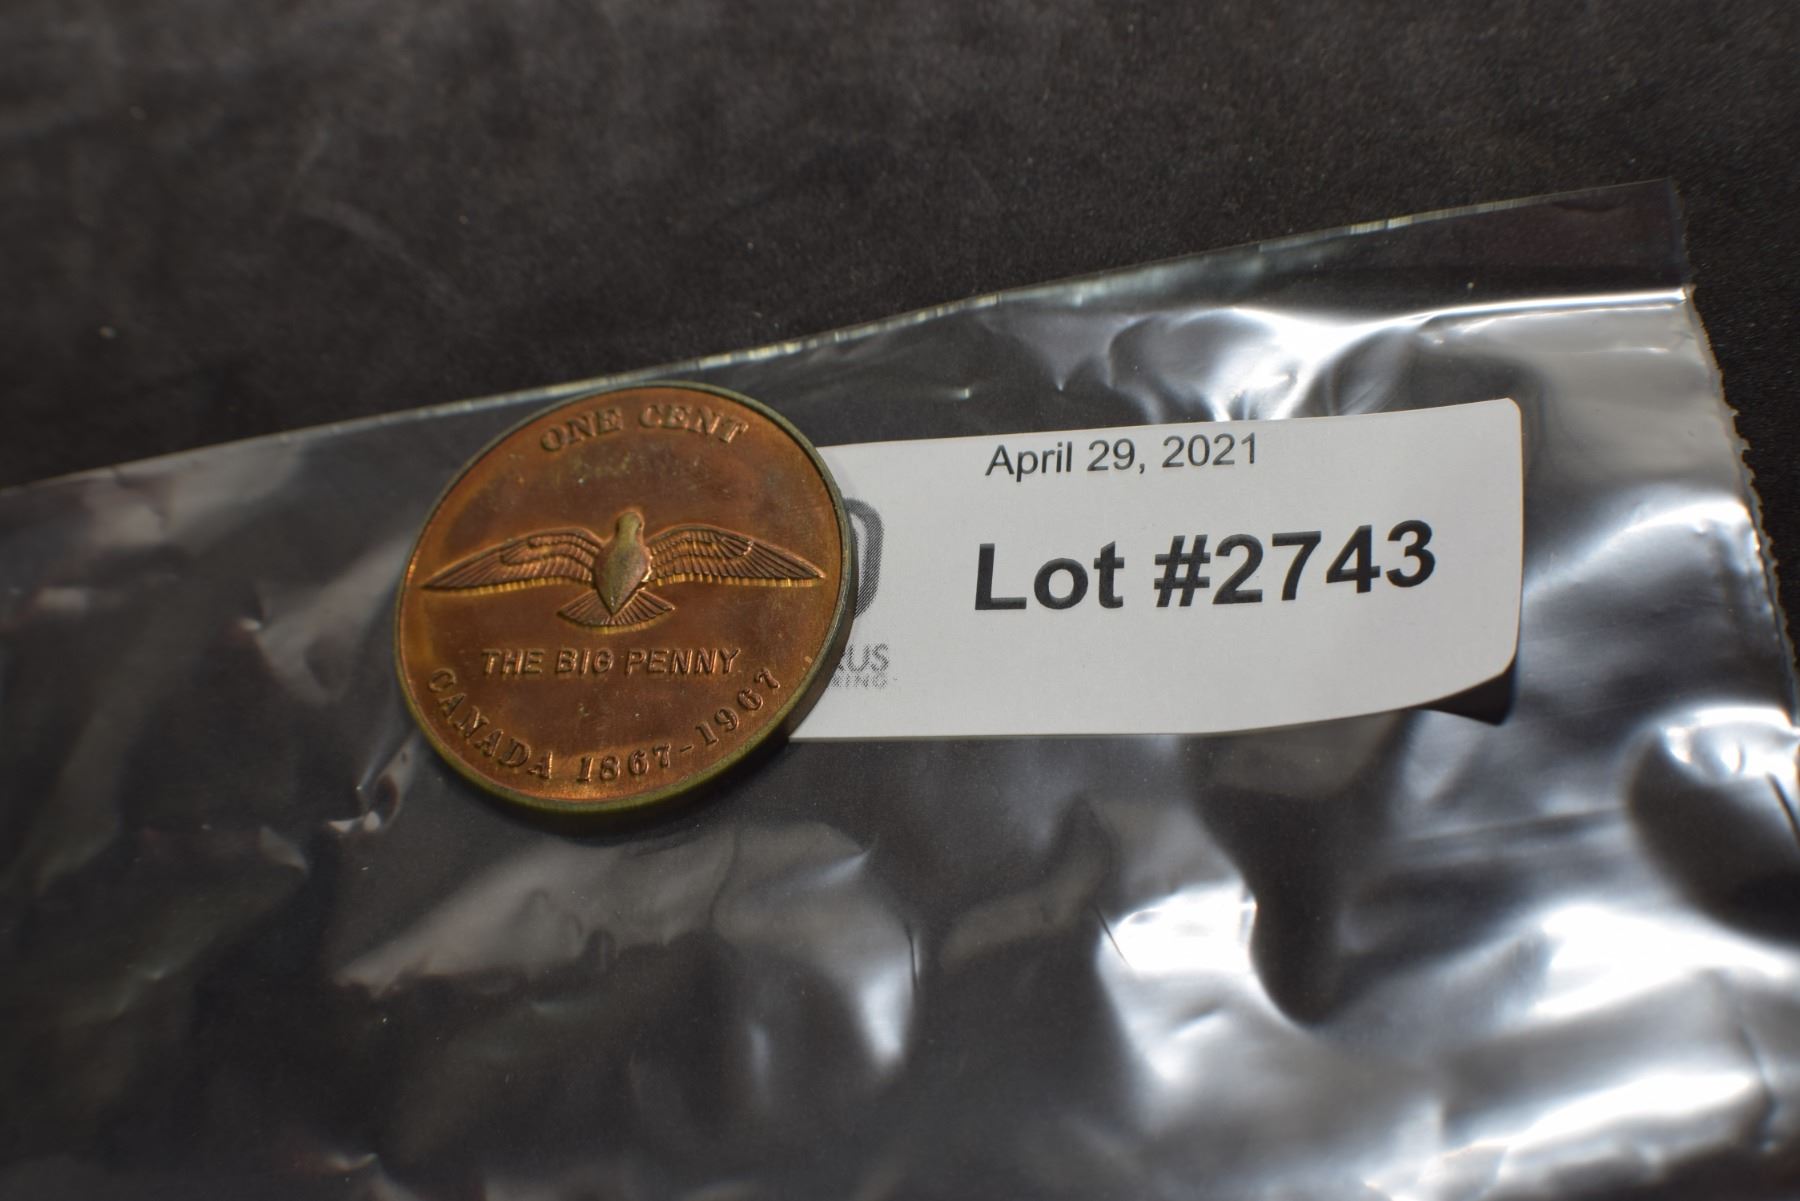 ONE CENT
THE BIG PENNY
CANADA 1867-1967
April 29, 2021
Lot #2743